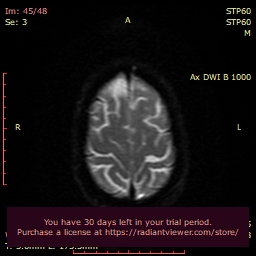 Im: 45/48
STP60
Se: 3
A
STP60
M
Ax DWI B 1000
R
L
You have 30 days left in your trial period.
Purchase a license at https://radiantviewer.com/store/